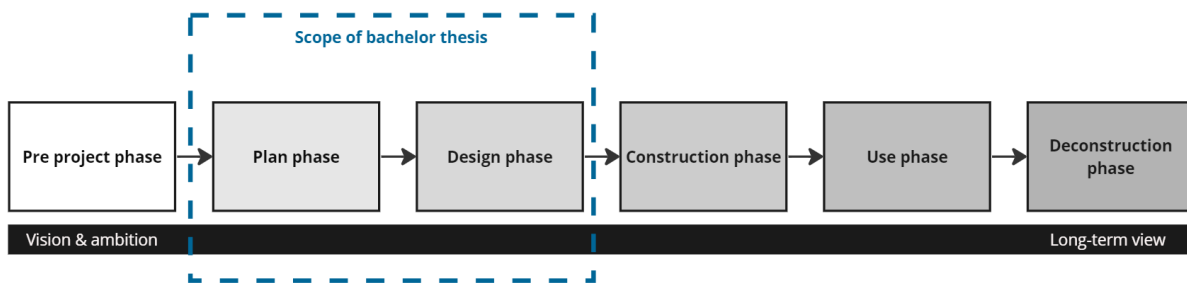 Scope of bachelor thesis
Pre project phase
Plan phase
Design phase
Construction phase
Use phase
Deconstruction
phase
Vision & ambition
Long-term view